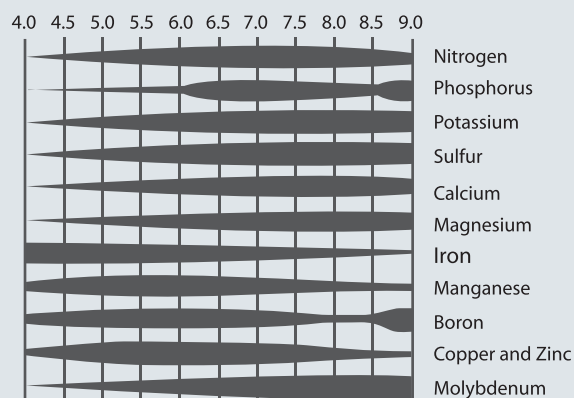 4.0 4.5 5.0 5.5 6.0 6.5 7.0 7.5 8.0 8.5 9.0
Nitrogen
Phosphorus
Potassium
Sulfur
Calcium
Magnesium
Iron
Manganese
Boron
Copper and Zinc
Molybdenum